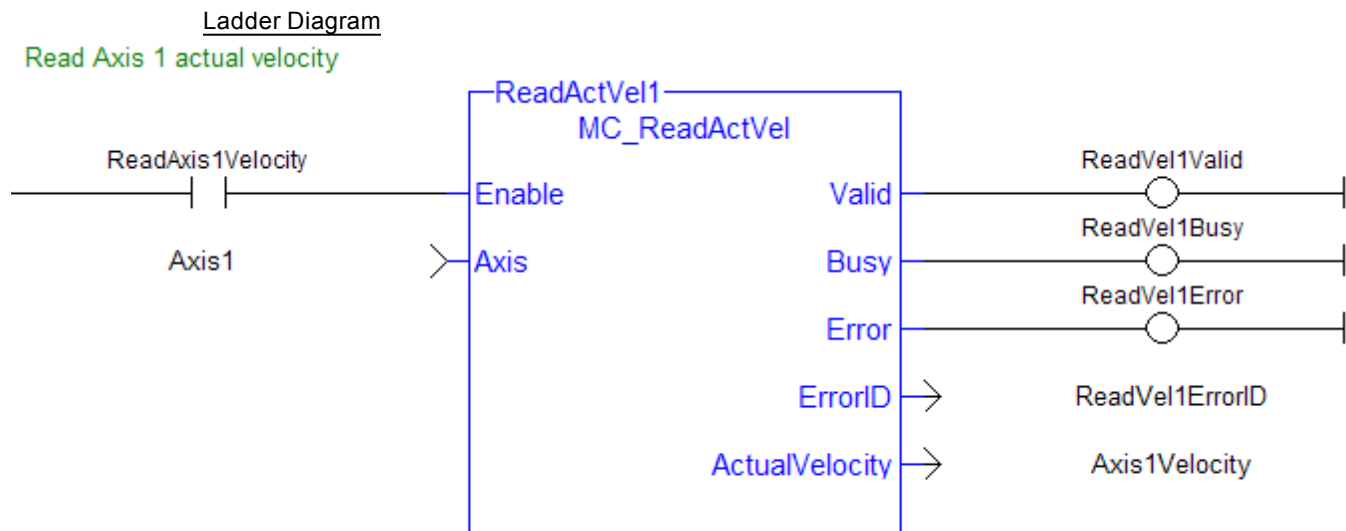 Ladder Diagram
Read Axis 1 actual velocity
ReadActVel1
MC_ReadActVel
ReadAxis1Velocity
ReadVel1Valid
Enable
Valid
ReadVel1Busy
Axis1
Axis
Busy
ReadVel1Error
Error
ErrorID
ReadVel1ErrorID
ActualVelocity
Axis1Velocity